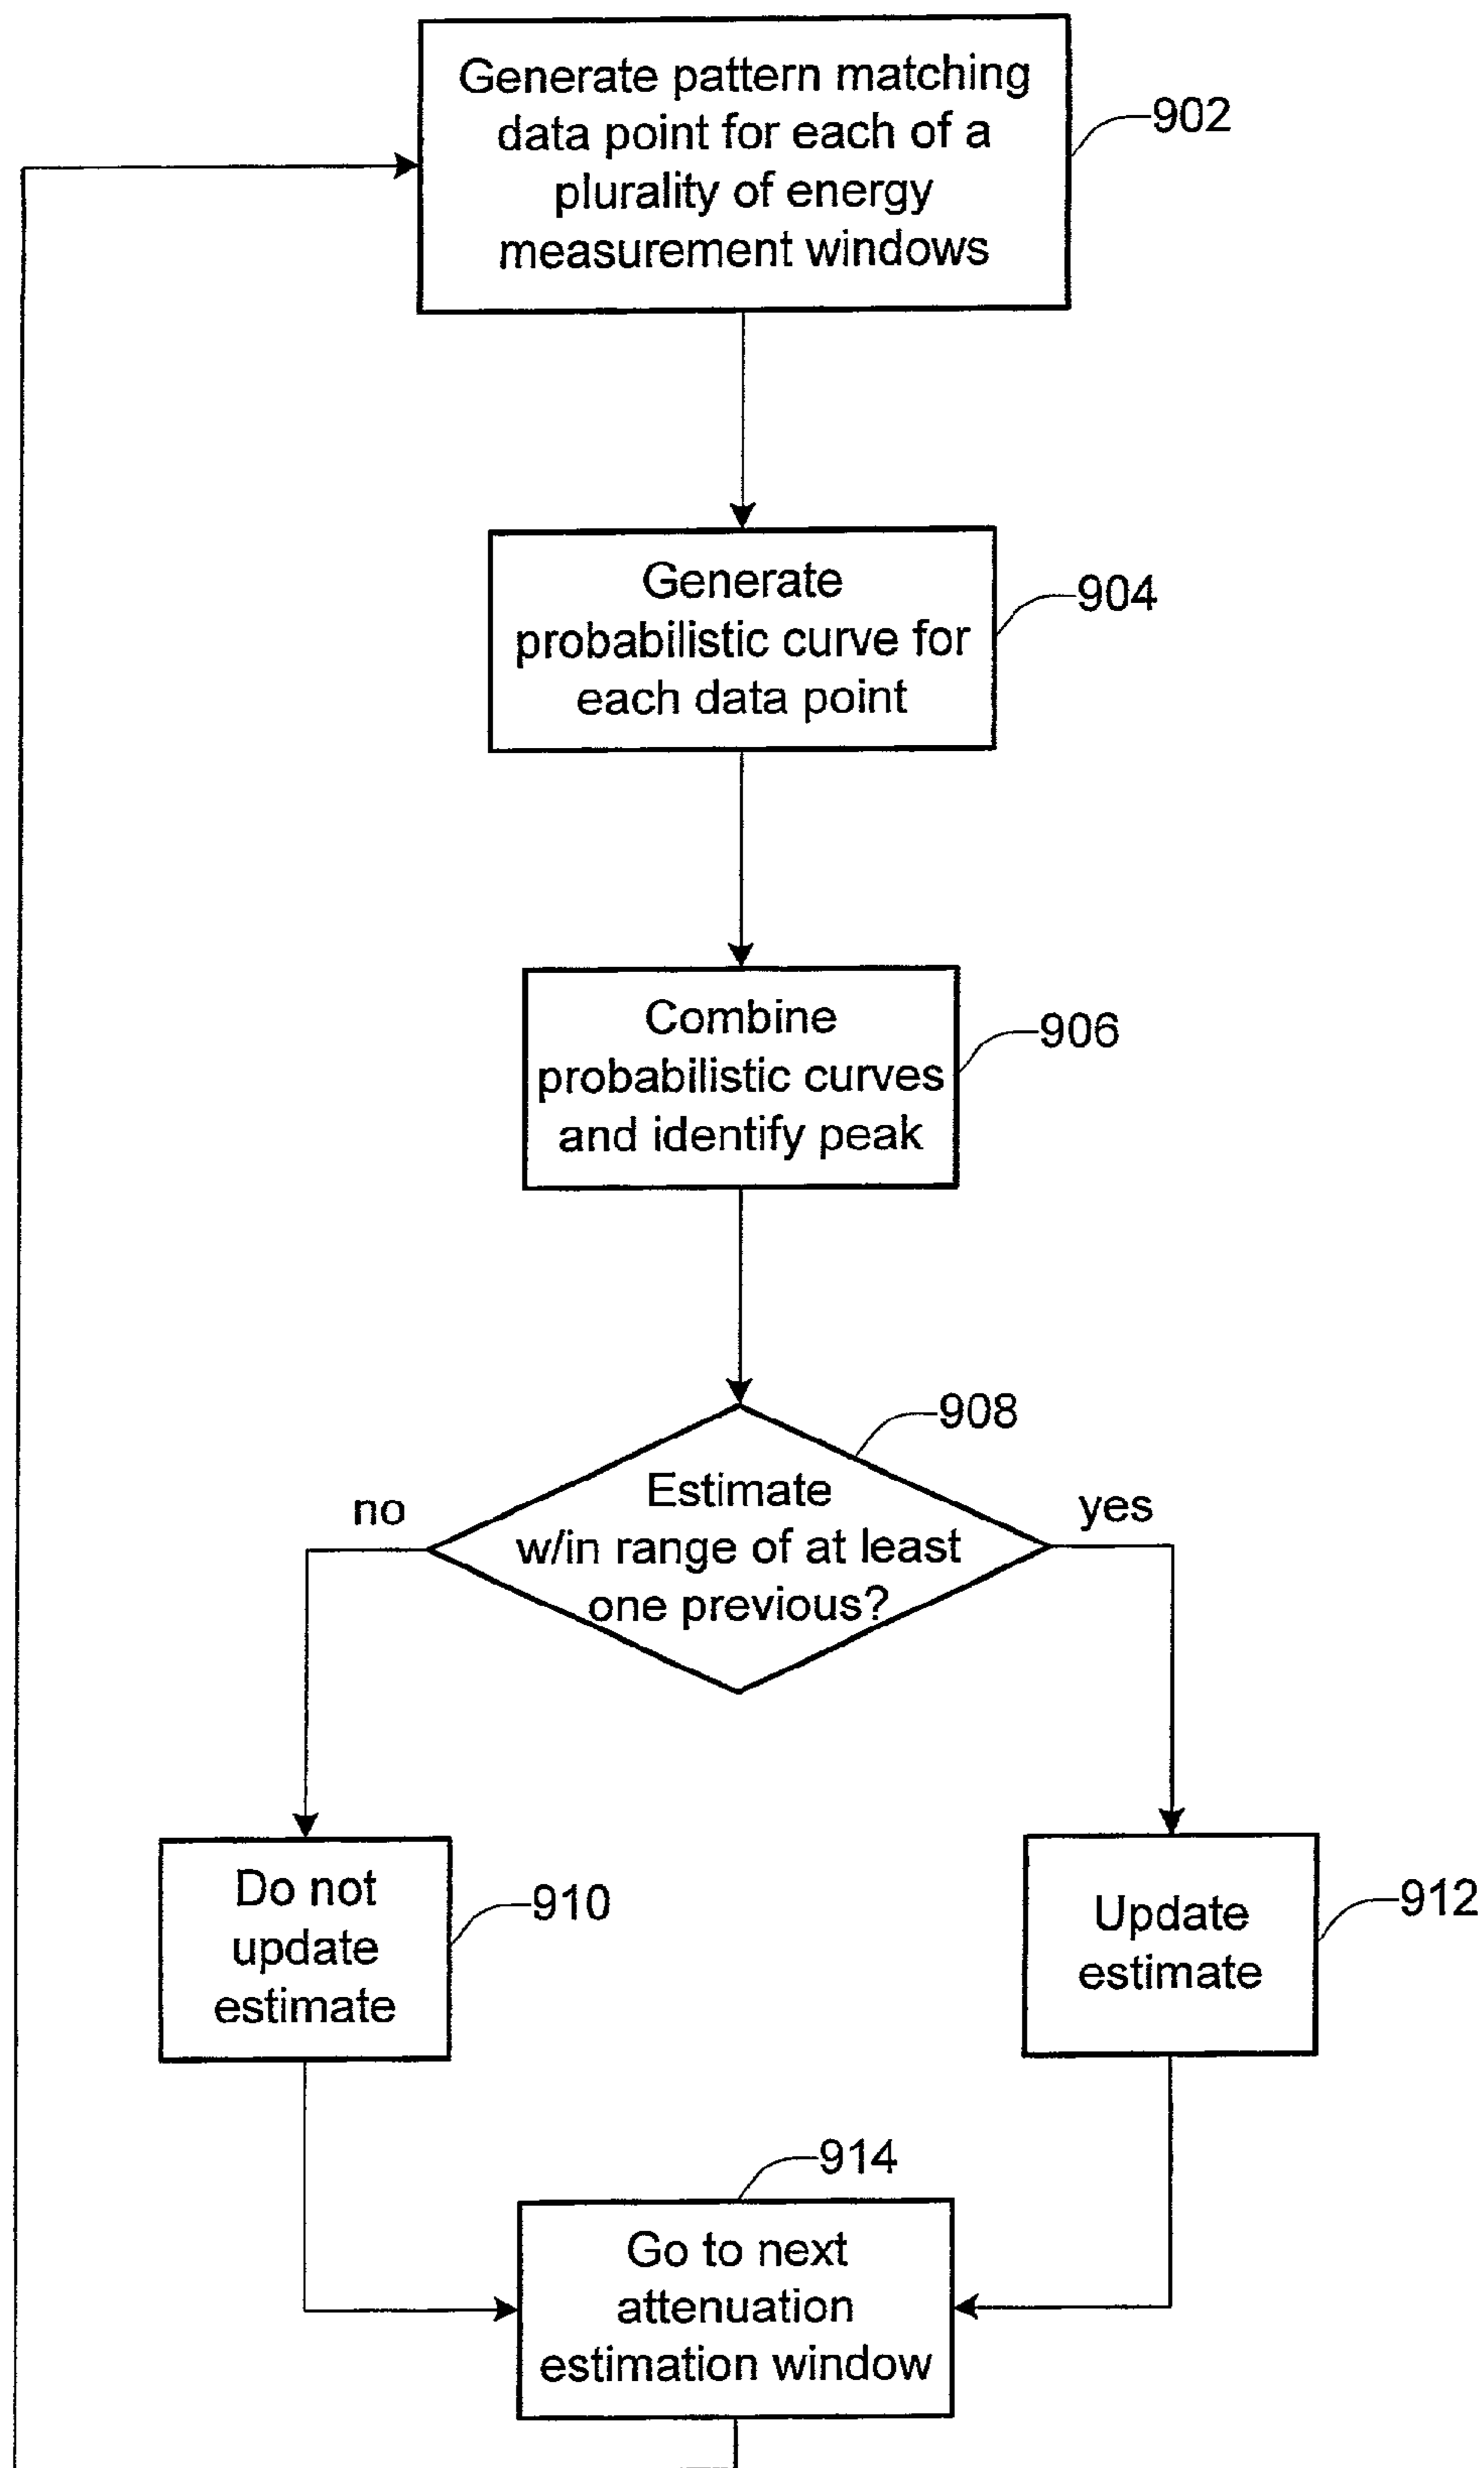 Generate pattern matching
data point for each of a
plurality of energy
measurement windows
902
Generate
probabilistic curve for
each data point
904
Combine
probabilistic curves
and identify peak
906
908
Estimate
w/in range of at least
one previous?
no
yes
Do not
update
estimate
910
Update
estimate
912
914
Go to next
attenuation
estimation window